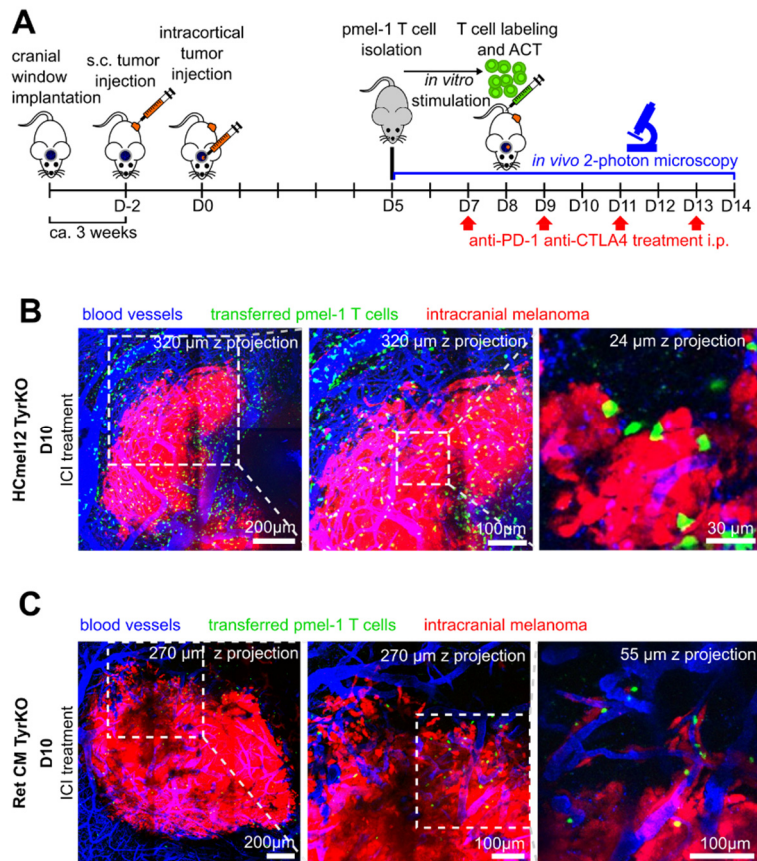 A
cranial
window
implantation
s.c. tumor
injection
intracortical
tumor
injection
pmel-1 T cell
isolation
in vitro
stimulation
T cell labeling
and ACT
in vivo 2-photon microscopy
D-2
D0
D5
D7
D8
D9
D10
D11
D12
D13
D14
ca. 3 weeks
anti-PD-1 anti-CTLA4 treatment i.p.
B
blood vessels transferred pmel-1 T cells intracranial melanoma
HCmel12 TyrKO
D10
ICI treatment
320 µm z projection
200µm
320 µm z projection
100µm
24 µm z projection
30 µm
C
blood vessels transferred pmel-1 T cells intracranial melanoma
Ret CM TyrKO
D10
ICI treatment
270 µm z projection
200µm
270 µm z projection
100µm
55 µm z projection
100µm